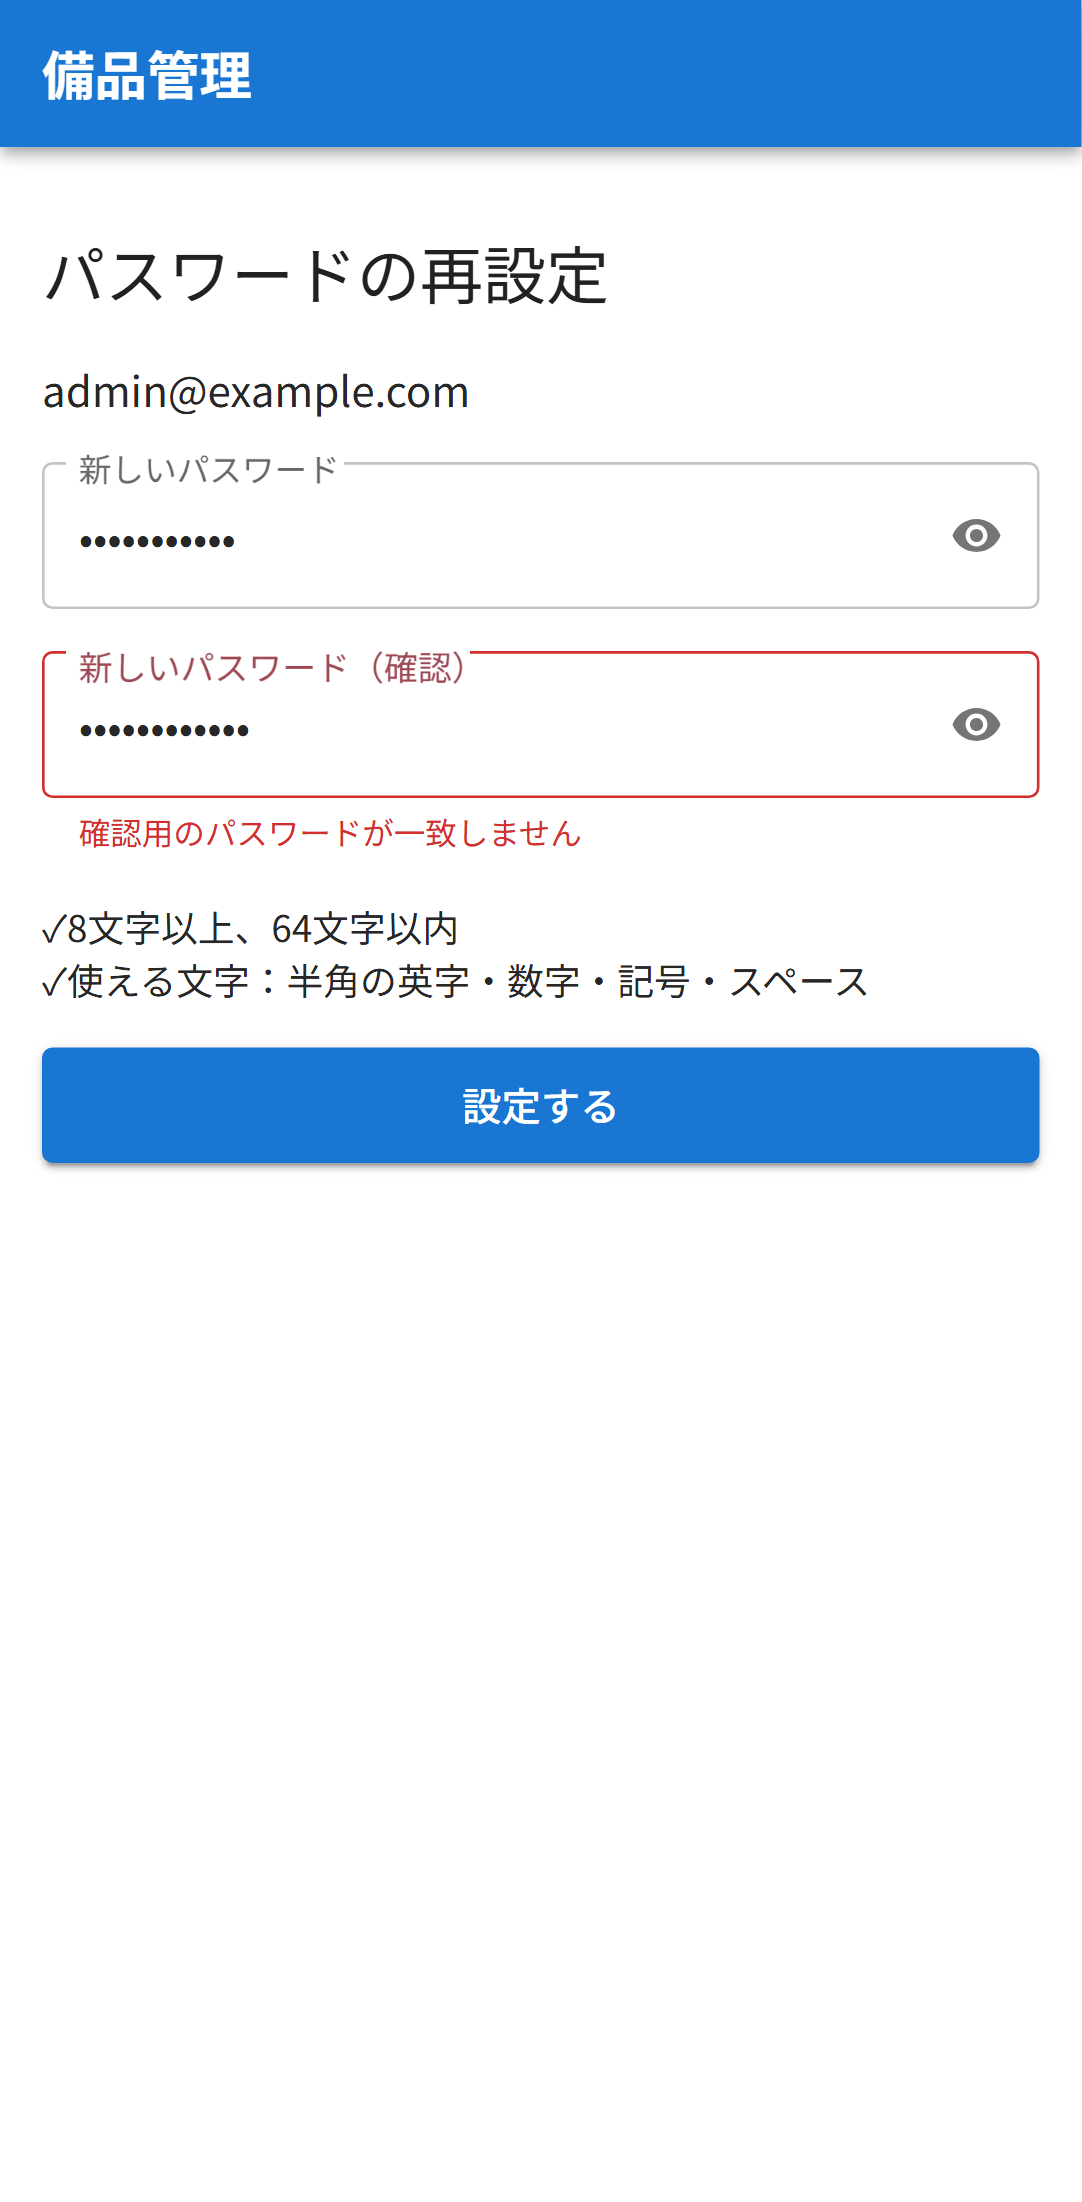 備品管理
パスワードの再設定
admin@example.com
新しいパスワード
•••••••••••
新しいパスワード（確認）
••••••••••••
確認用のパスワードが一致しません
✓8文字以上、64文字以内
✓使える文字：半角の英字・数字・記号・スペース
設定する